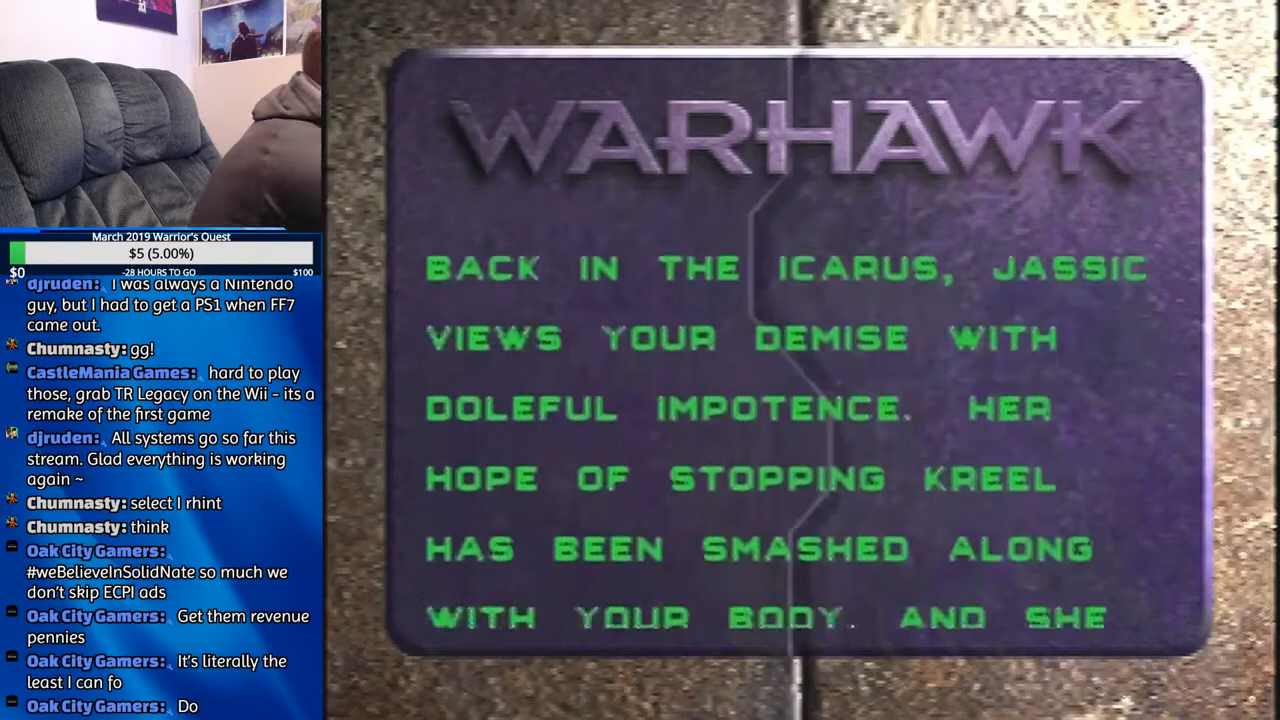 March 2019 Warrior's Quest
$5 (5.00%)
$0 -28 HOURS TO GO $100
djruden: I was always a Nintendo
guy, but I had to get a PS1 when FF7
came out.
Chumnasty: gg!
CastleMania Games: hard to play
those, grab TR Legacy on the Wii - its a
remake of the first game
djruden: All systems go so far this
stream. Glad everything is working
again ~
Chumnasty: select I rhint
Chumnasty: think
Oak City Gamers:
#weBelieveInSolidNate so much we
don't skip ECPI ads
Oak City Gamers: Get them revenue
pennies
Oak City Gamers: It's literally the
least I can fo
Oak City Gamers: Do
WARHAWK
BACK IN THE ICARUS, JASSIC
VIEWS YOUR DEMISE WITH
DOLEFUL IMPOTENCE. HER
HOPE OF STOPPING KREEL
HAS BEEN SMASHED ALONG
WITH YOUR BODY. AND SHE